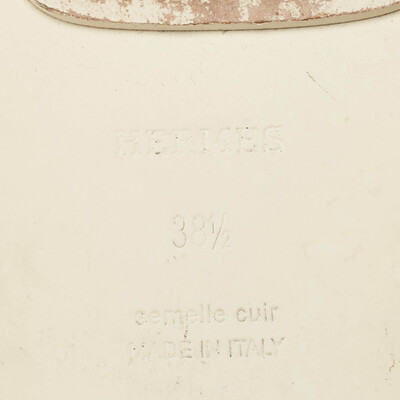 HERMES
38½
semelle cuir
MADE IN ITALY